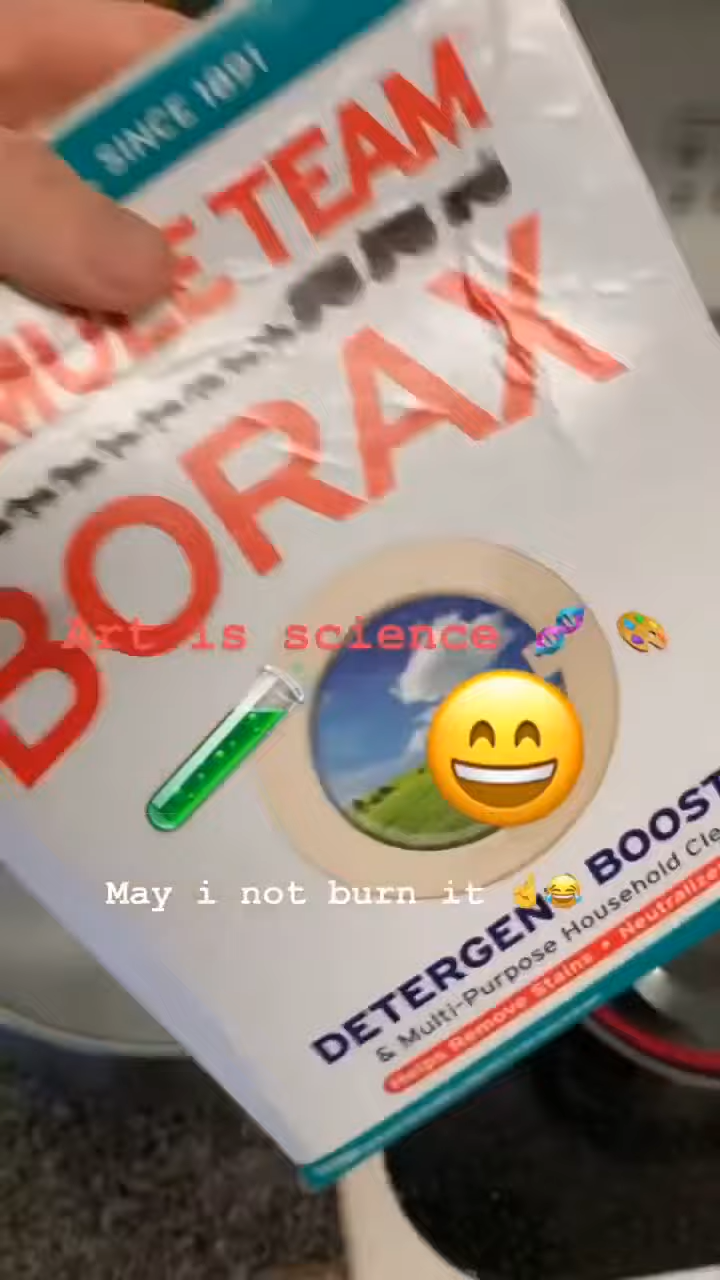 SINCE 1891
MULE TEAM
BORAX
Art is science
May i not burn it
DETERGENT BOOST
& Multi-Purpose Household Cle
Helps Remove Stains • Neutralize